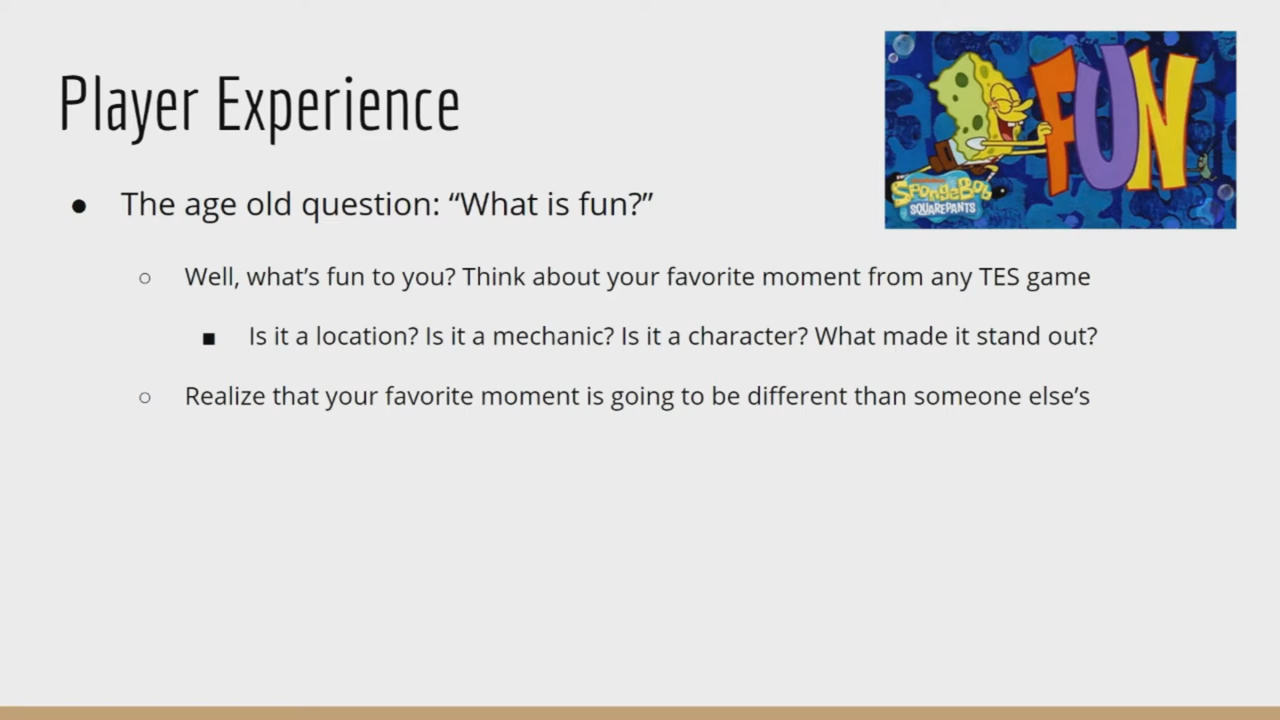 Player Experience
FUN
SpongeBob
SQUAREPANTS
● The age old question: “What is fun?”
○ Well, what’s fun to you? Think about your favorite moment from any TES game
■ Is it a location? Is it a mechanic? Is it a character? What made it stand out?
○ Realize that your favorite moment is going to be different than someone else’s